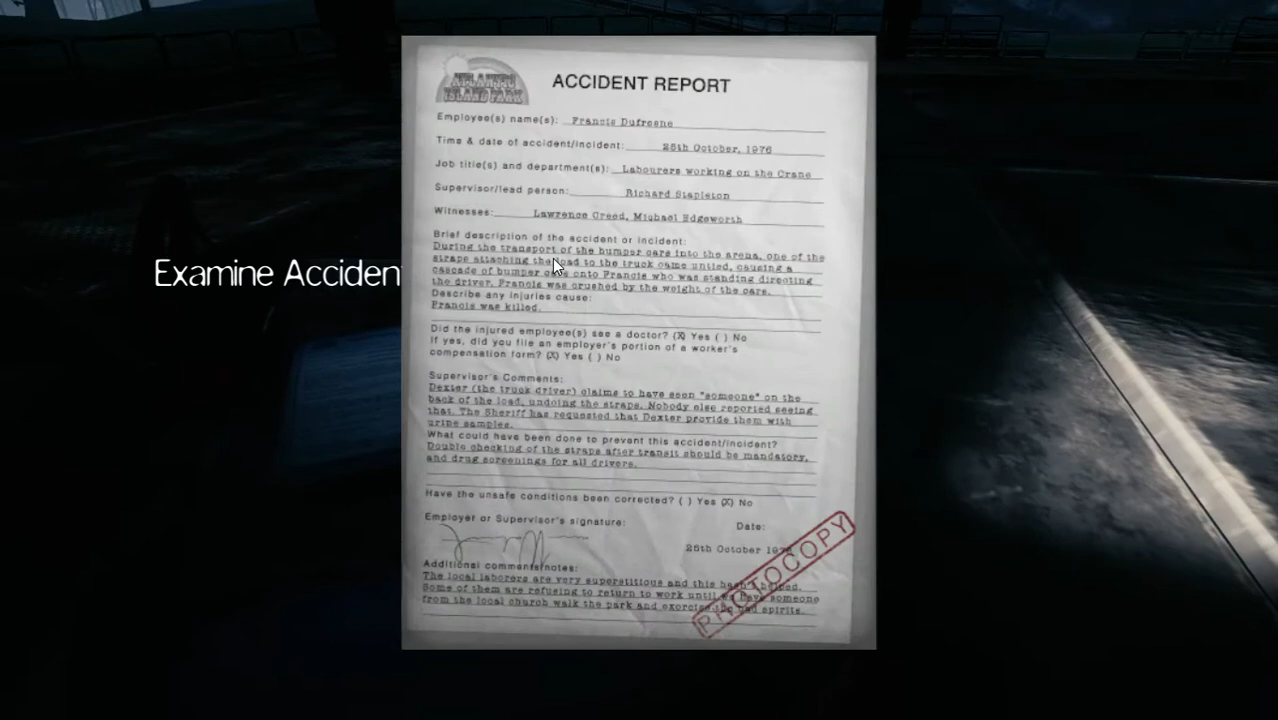 ATLANTIC
ISLAND PARK
ACCIDENT REPORT
Employee(s) name(s): Francis Dufresne
Time & date of accident/incident: 25th October, 1976
Job title(s) and department(s): Labourers working on the Crane
Supervisor/lead person: Richard Stapleton
Witnesses: Lawrence Creed, Michael Edgeworth
Brief description of the accident or incident:
During the transport of the bumper cars into the arena, one of the
straps attaching the load to the truck came untied, causing a
cascade of bumper cars onto Francis who was standing directing
the driver. Francis was crushed by the weight of the cars.
Describe any injuries cause:
Francis was killed.
Did the injured employee(s) see a doctor? (X) Yes ( ) No
If yes, did you file an employer's portion of a worker's
compensation form? (X) Yes ( ) No
Supervisor's Comments:
Dexter (the truck driver) claims to have seen "someone" on the
back of the load, undoing the straps. Nobody else reported seeing
that. The Sheriff has requested that Dexter provide them with
urine samples.
What could have been done to prevent this accident/incident?
Double checking of the straps after transit should be mandatory,
and drug screenings for all drivers.
Have the unsafe conditions been corrected? ( ) Yes (X) No
Employer or Supervisor's signature:
Date:
25th October 1976
Additional comments/notes:
The local laborers are very superstitious and this hasn't helped.
Some of them are refusing to return to work until we have someone
from the local church walk the park and exorcise the bad spirits.
PHOTOCOPY
Examine Acciden